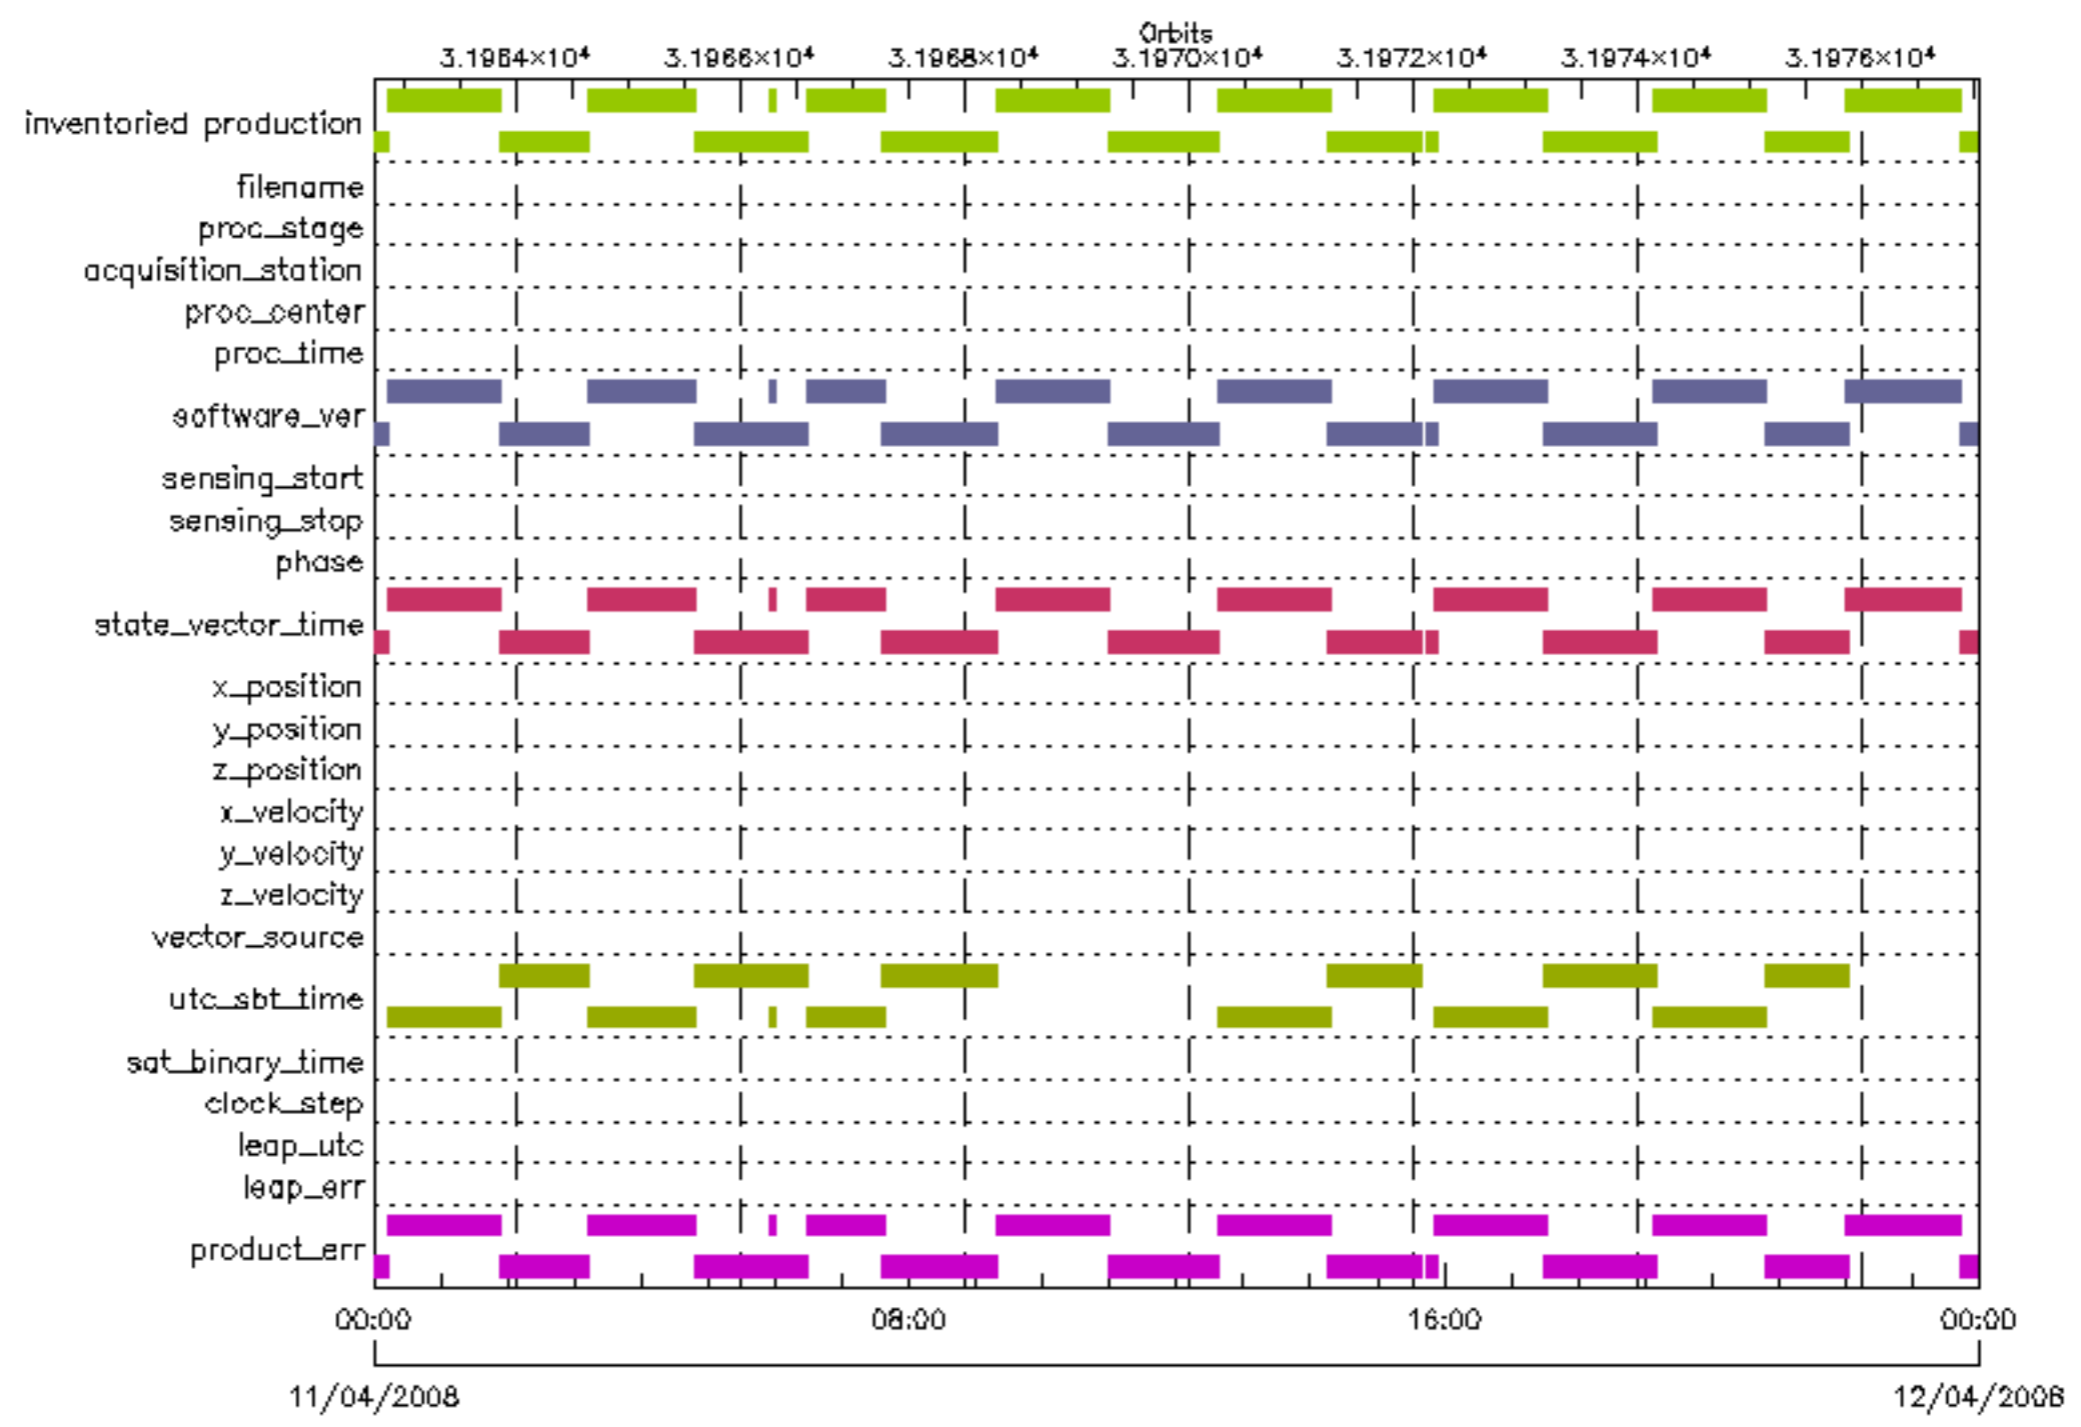 Orbits
3.1964×10⁴ 3.1966×10⁴ 3.1968×10⁴ 3.1970×10⁴ 3.1972×10⁴ 3.1974×10⁴ 3.1976×10⁴
inventoried production
filename
proc_stage
acquisition_station
proc_center
proc_time
software_ver
sensing_start
sensing_stop
phase
state_vector_time
x_position
y_position
z_position
x_velocity
y_velocity
z_velocity
vector_source
utc_sbt_time
sat_binary_time
clock_step
leap_utc
leap_err
product_err
00:00 08:00 16:00 00:00
11/04/2008 12/04/2008